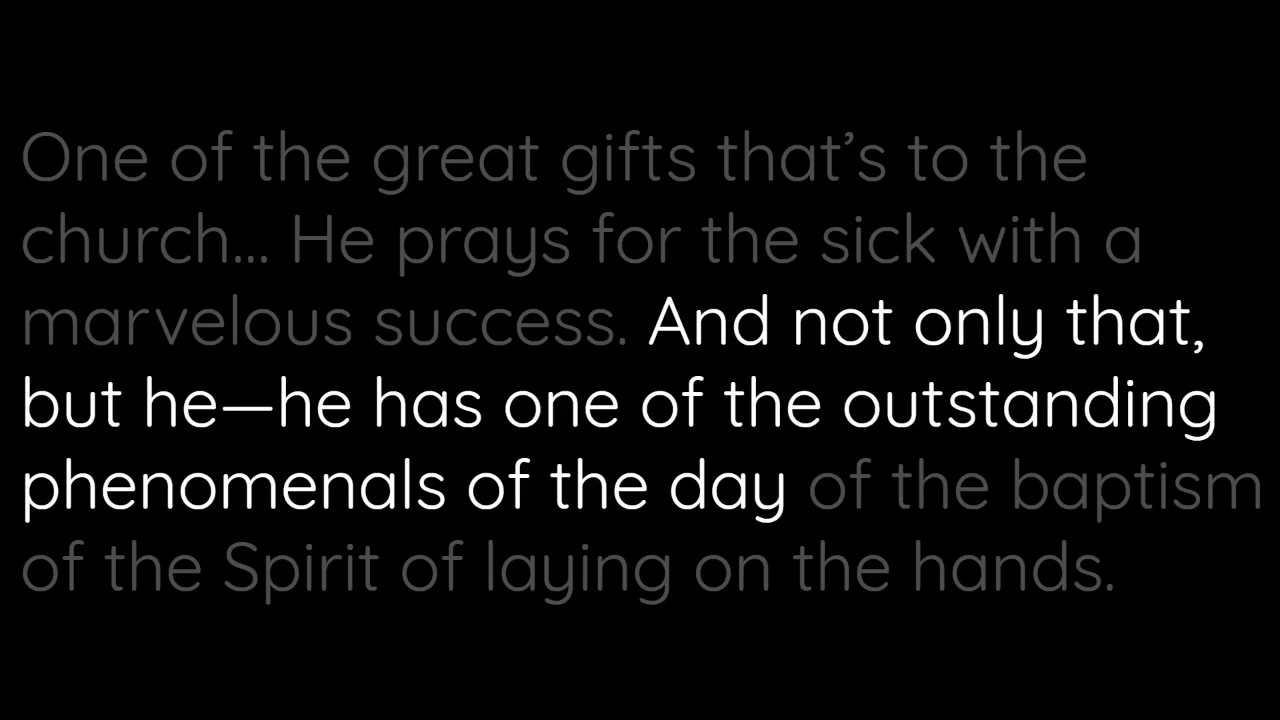 One of the great gifts that’s to the
church... He prays for the sick with a
marvelous success. And not only that,
but he—he has one of the outstanding
phenomenals of the day of the baptism
of the Spirit of laying on the hands.